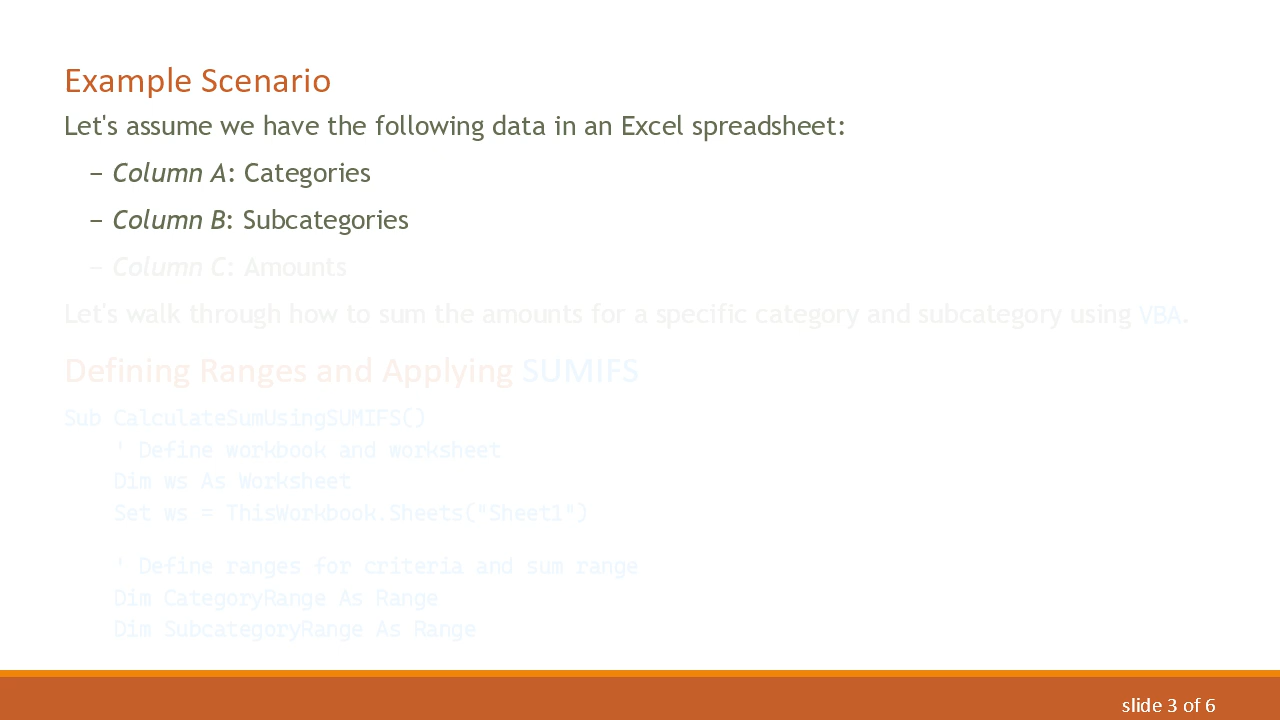 Example Scenario
Let's assume we have the following data in an Excel spreadsheet:
– Column A: Categories
– Column B: Subcategories
– Column C: Amounts
Let's walk through how to sum the amounts for a specific category and subcategory using VBA.
Defining Ranges and Applying SUMIFS
Sub CalculateSumUsingSUMIFS()
    ' Define workbook and worksheet
    Dim ws As Worksheet
    Set ws = ThisWorkbook.Sheets("Sheet1")
    ' Define ranges for criteria and sum range
    Dim CategoryRange As Range
    Dim SubcategoryRange As Range
slide 3 of 6